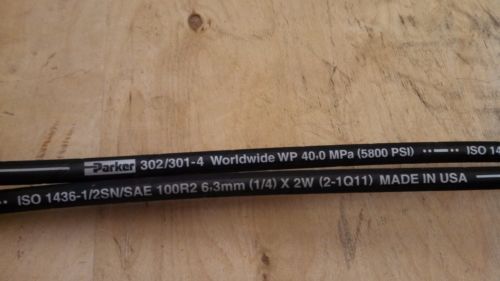 Parker 302/301-4 Worldwide WP 40.0 MPa (5800 PSI) ISO 14
ISO 1436-1/2SN/SAE 100R2 6.3mm (1/4) X 2W (2-1Q11) MADE IN USA